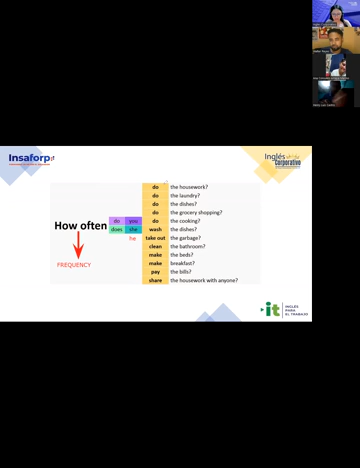 Insaforp
Inglés
Corporativo
do the housework?
do the laundry?
do the dishes?
do the grocery shopping?
How often do you do the cooking?
does she wash the dishes?
he take out the garbage?
clean the bathroom?
make the beds?
FREQUENCY make breakfast?
pay the bills?
share the housework with anyone?
it INGLÉS
PARA
EL TRABAJO